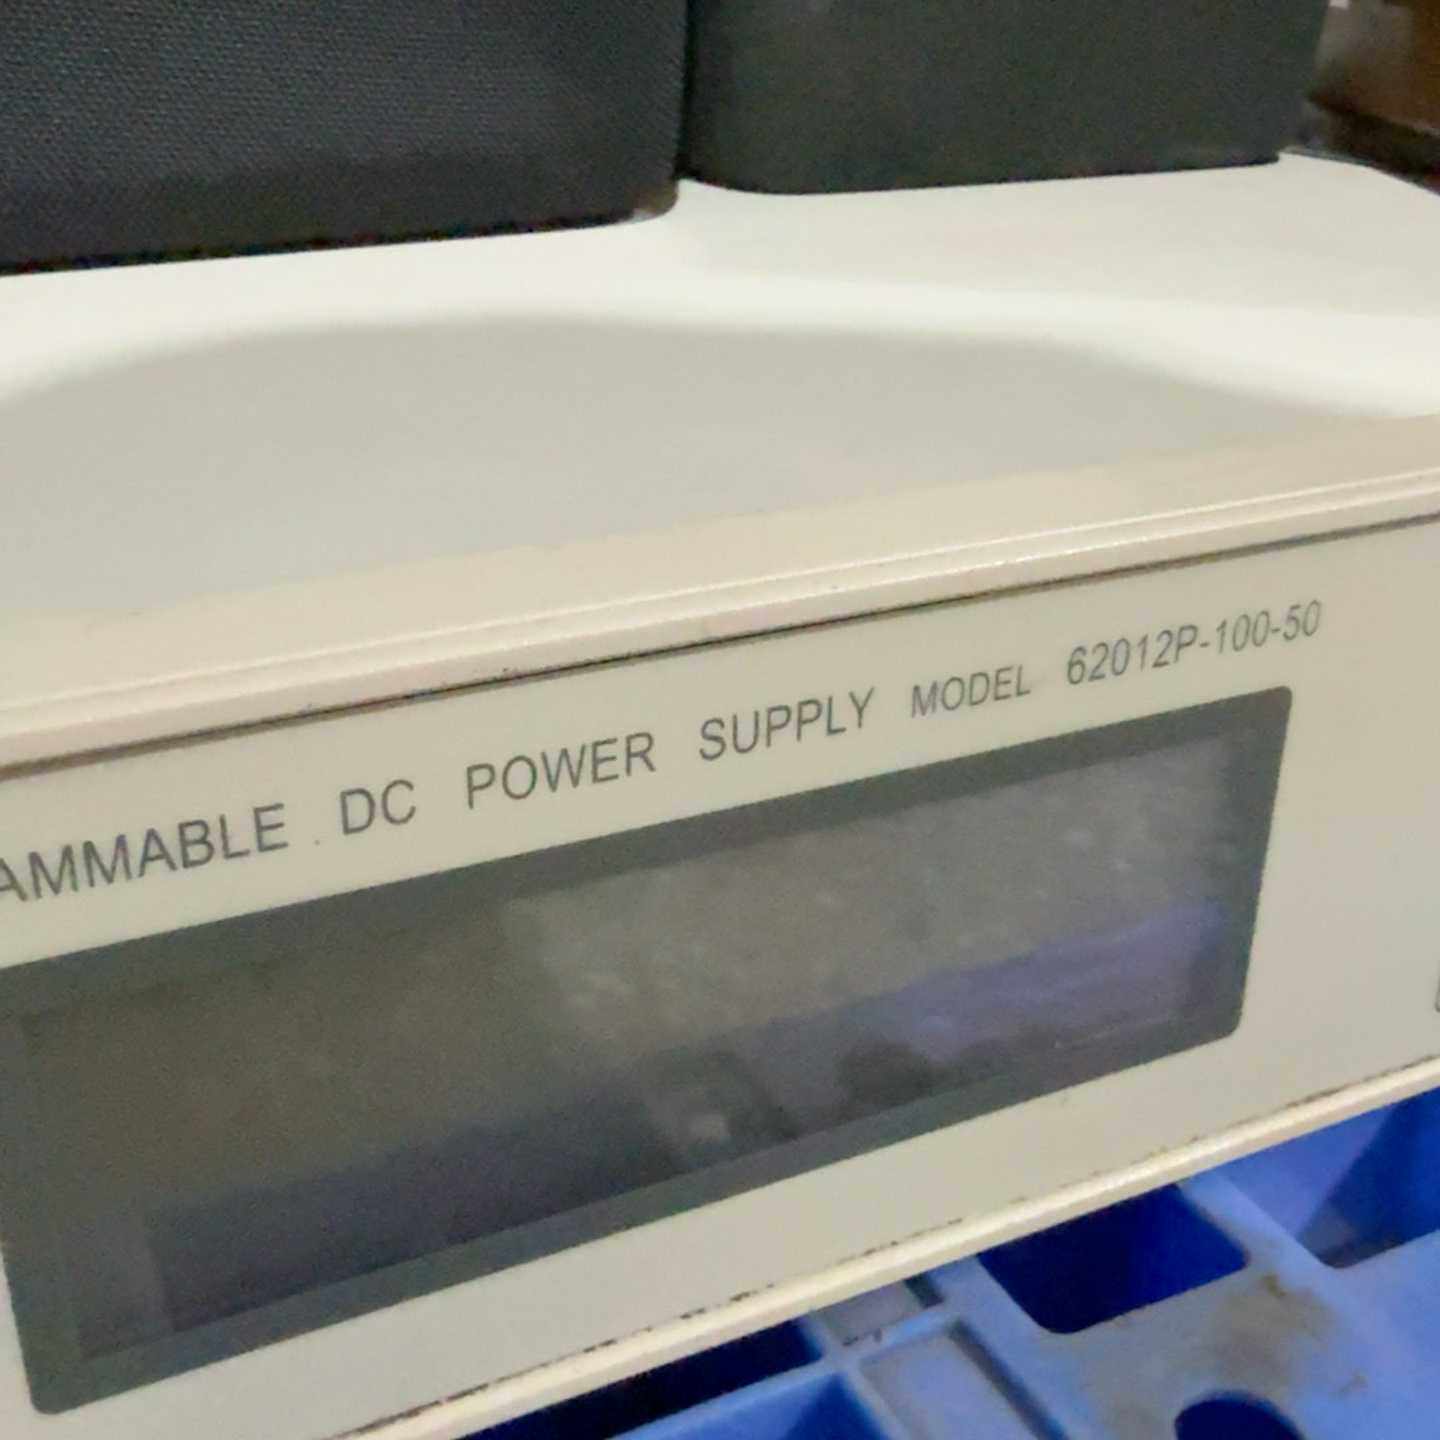 AMMABLE DC POWER SUPPLY MODEL 62012P-100-50